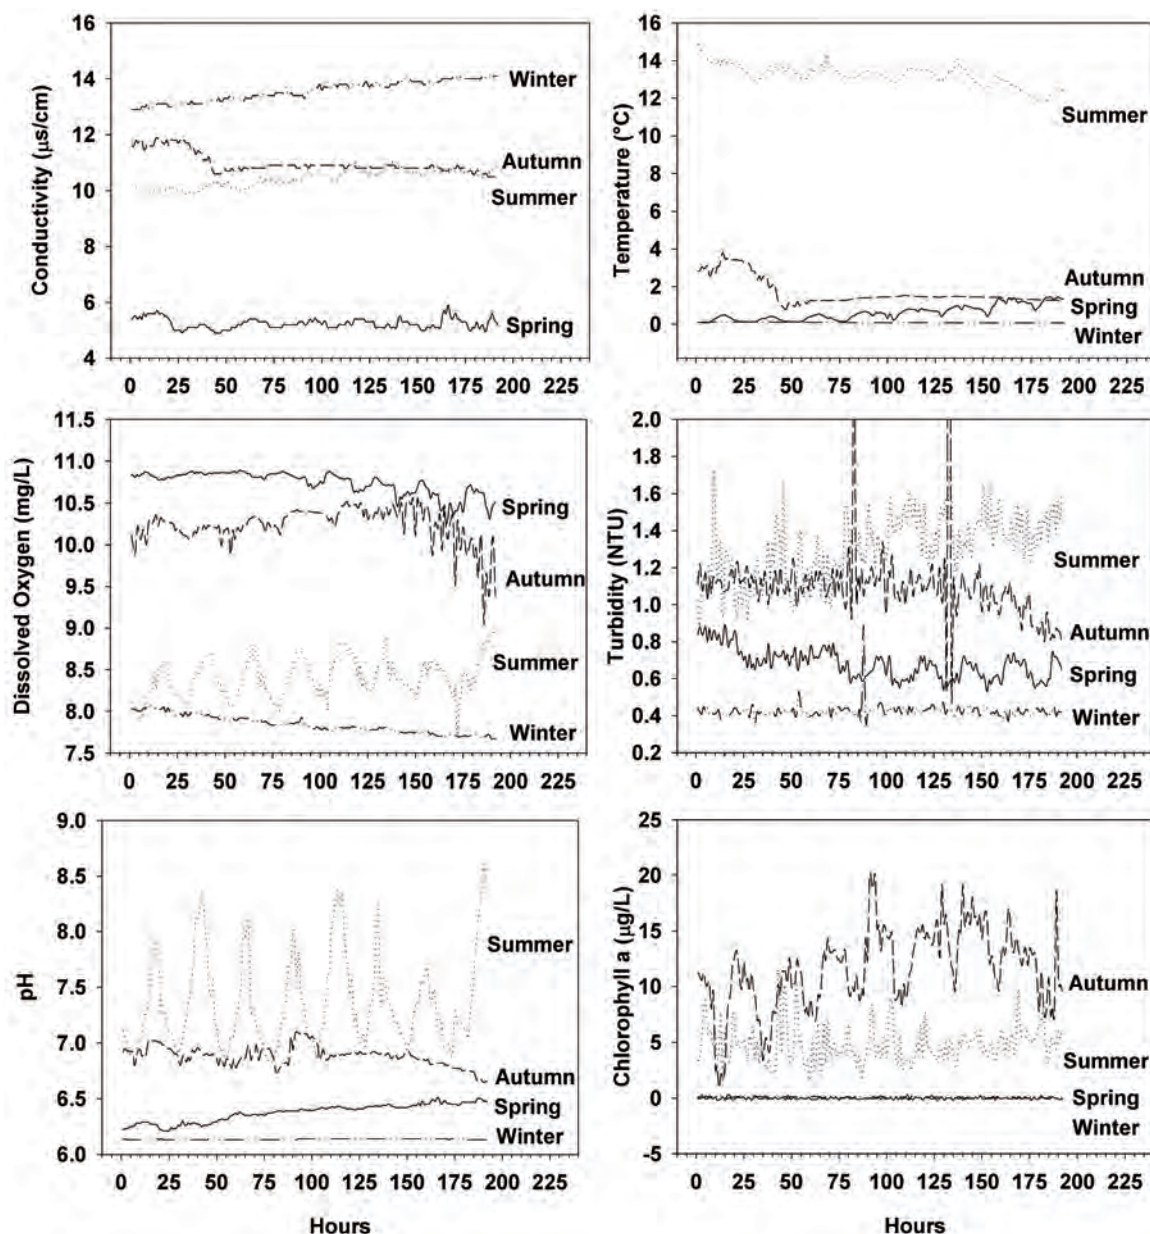 Conductivity (µs/cm)
16
14
12
10
8
6
4
Winter
Autumn
Summer
Spring
0 25 50 75 100 125 150 175 200 225
Temperature (°C)
16
14
12
10
8
6
4
2
0
Summer
Autumn
Spring
Winter
0 25 50 75 100 125 150 175 200 225
Dissolved Oxygen (mg/L)
11.5
11.0
10.5
10.0
9.5
9.0
8.5
8.0
7.5
Spring
Autumn
Summer
Winter
0 25 50 75 100 125 150 175 200 225
Turbidity (NTU)
2.0
1.8
1.6
1.4
1.2
1.0
0.8
0.6
0.4
0.2
Summer
Autumn
Spring
Winter
0 25 50 75 100 125 150 175 200 225
pH
9.0
8.5
8.0
7.5
7.0
6.5
6.0
Summer
Autumn
Spring
Winter
0 25 50 75 100 125 150 175 200 225
Hours
Chlorophyll a (µg/L)
25
20
15
10
5
0
-5
Autumn
Summer
Spring
Winter
0 25 50 75 100 125 150 175 200 225
Hours